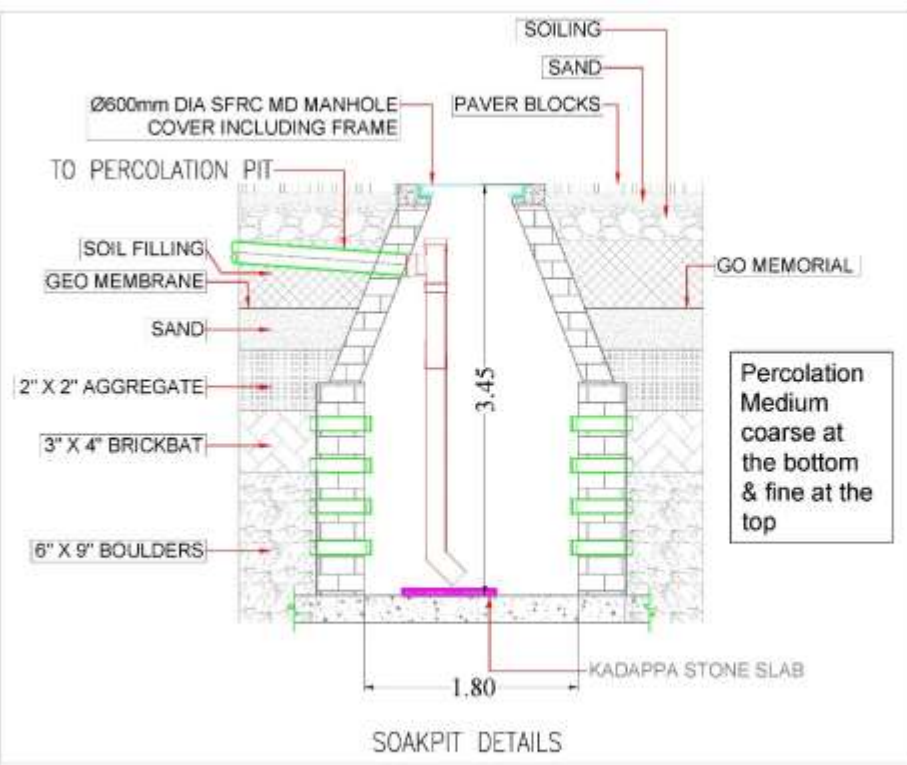 SOILING
SAND
Ø600mm DIA SFRC MD MANHOLE
COVER INCLUDING FRAME
PAVER BLOCKS
TO PERCOLATION PIT
SOIL FILLING
GEO MEMBRANE
GO MEMORIAL
SAND
2" X 2" AGGREGATE
3" X 4" BRICKBAT
6" X 9" BOULDERS
3.45
Percolation
Medium
coarse at
the bottom
& fine at the
top
KADAPPA STONE SLAB
1.80
SOAKPIT DETAILS